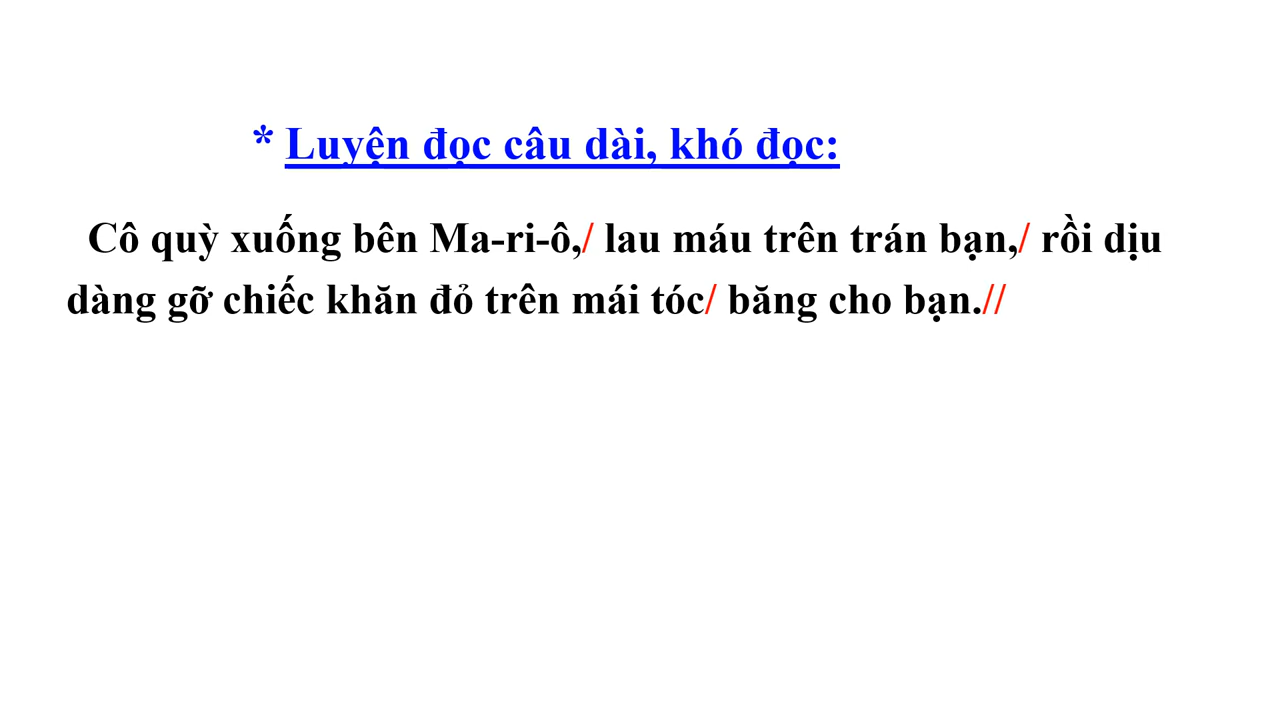 * Luyện đọc câu dài, khó đọc:
Cô quỳ xuống bên Ma-ri-ô,/ lau máu trên trán bạn,/ rồi dịu
dàng gỡ chiếc khăn đỏ trên mái tóc/ băng cho bạn.//